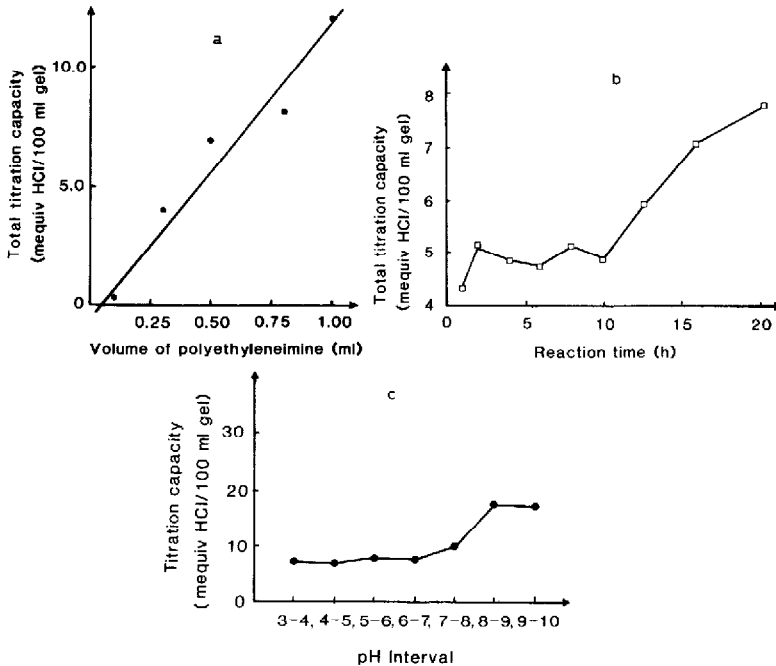 a
Total titration capacity
(mequiv HCl/100 ml gel)
10.0
5.0
0
0.25 0.50 0.75 1.00
Volume of polyethyleneimine (ml)
b
Total titration capacity
(mequiv HCl/100 ml gel)
8
7
6
5
4
0 5 10 15 20
Reaction time (h)
c
Titration capacity
(mequiv HCl/100 ml gel)
30
20
10
0
3-4, 4-5, 5-6, 6-7, 7-8, 8-9, 9-10
pH Interval